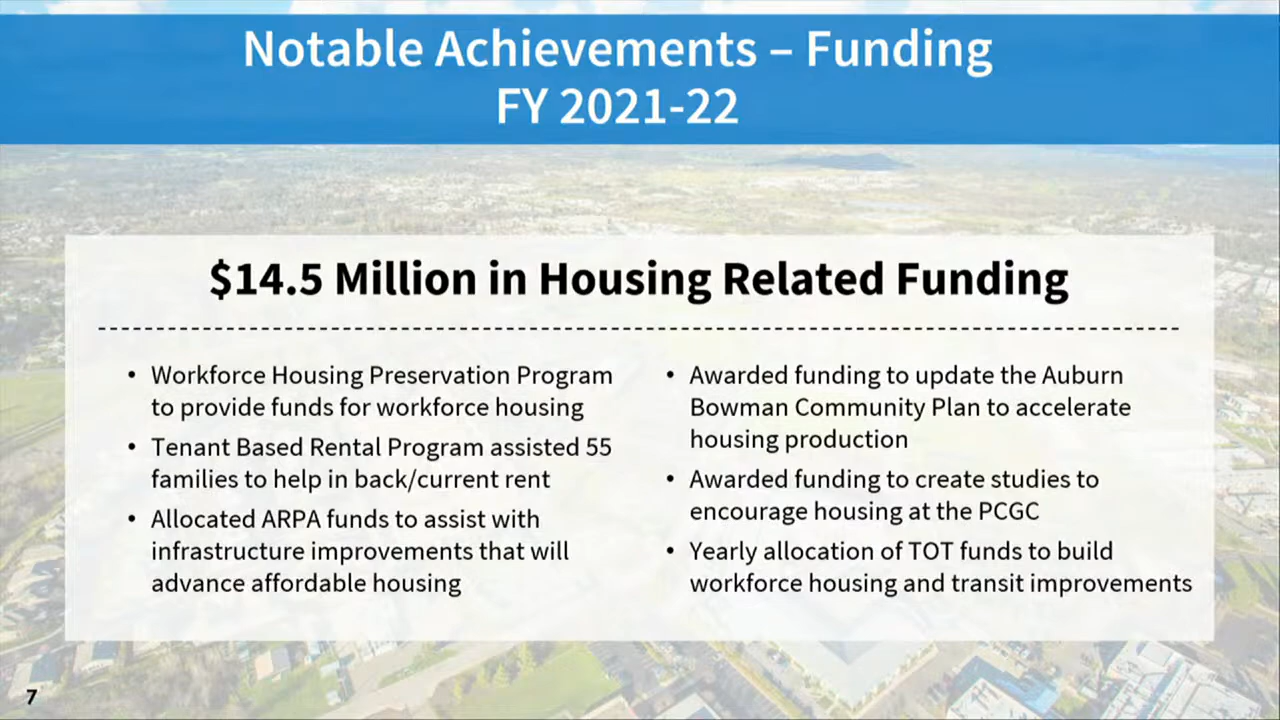 Notable Achievements – Funding
FY 2021-22
$14.5 Million in Housing Related Funding
• Workforce Housing Preservation Program
to provide funds for workforce housing
• Tenant Based Rental Program assisted 55
families to help in back/current rent
• Allocated ARPA funds to assist with
infrastructure improvements that will
advance affordable housing
• Awarded funding to update the Auburn
Bowman Community Plan to accelerate
housing production
• Awarded funding to create studies to
encourage housing at the PCGC
• Yearly allocation of TOT funds to build
workforce housing and transit improvements
7